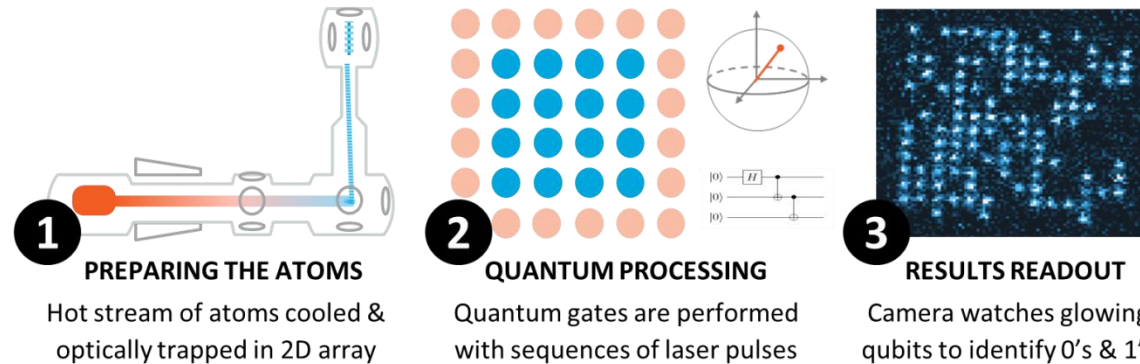 |0⟩ H
|0⟩
|0⟩
1
PREPARING THE ATOMS
Hot stream of atoms cooled &
optically trapped in 2D array
2
QUANTUM PROCESSING
Quantum gates are performed
with sequences of laser pulses
3
RESULTS READOUT
Camera watches glowing
qubits to identify 0's & 1'